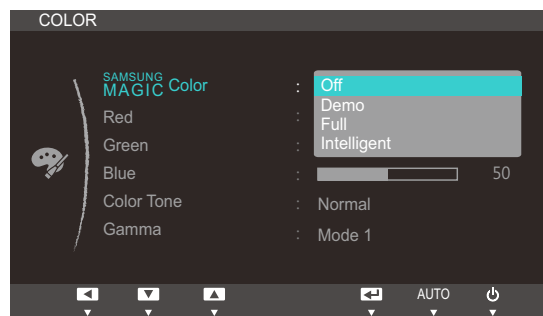 COLOR
SAMSUNG
MAGIC Color : Off
Demo
Red :
Full
Green : Intelligent
Blue : 50
Color Tone : Normal
Gamma : Mode 1
AUTO